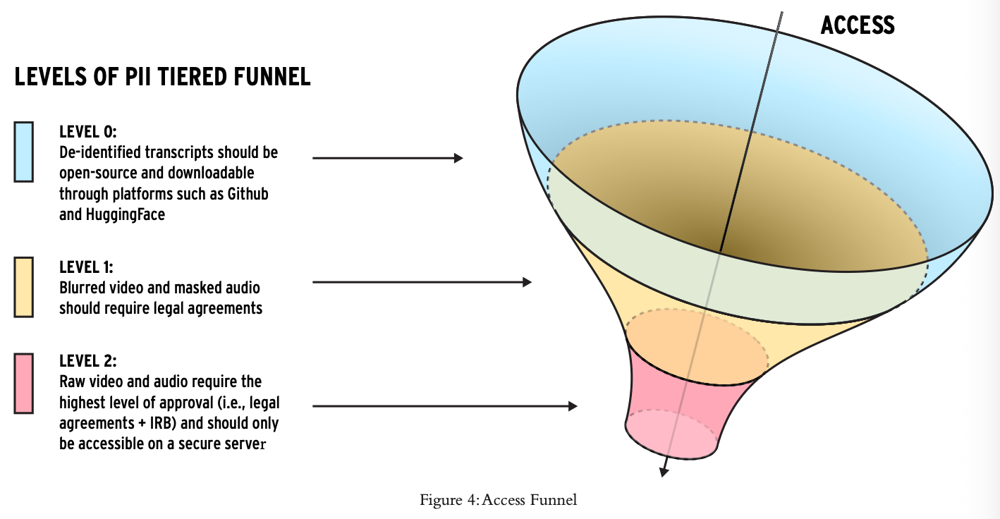 ACCESS
LEVELS OF PII TIERED FUNNEL
LEVEL 0:
De-identified transcripts should be
open-source and downloadable
through platforms such as Github
and HuggingFace
LEVEL 1:
Blurred video and masked audio
should require legal agreements
LEVEL 2:
Raw video and audio require the
highest level of approval (i.e., legal
agreements + IRB) and should only
be accessible on a secure server
Figure 4: Access Funnel